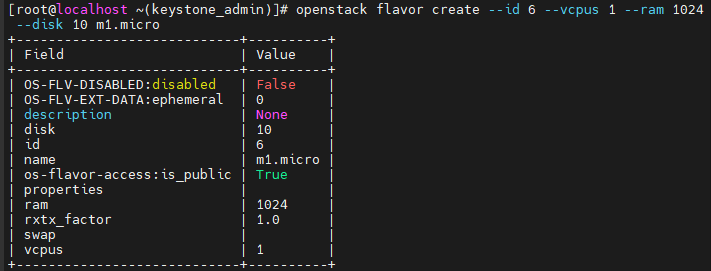 [root@localhost ~(keystone_admin)]# openstack flavor create --id 6 --vcpus 1 --ram 1024
 --disk 10 m1.micro
+----------------------------+----------+
| Field                      | Value    |
+----------------------------+----------+
| OS-FLV-DISABLED:disabled   | False    |
| OS-FLV-EXT-DATA:ephemeral  | 0        |
| description                | None     |
| disk                       | 10       |
| id                         | 6        |
| name                       | m1.micro |
| os-flavor-access:is_public | True     |
| properties                 |          |
| ram                        | 1024     |
| rxtx_factor                | 1.0      |
| swap                       |          |
| vcpus                      | 1        |
+----------------------------+----------+